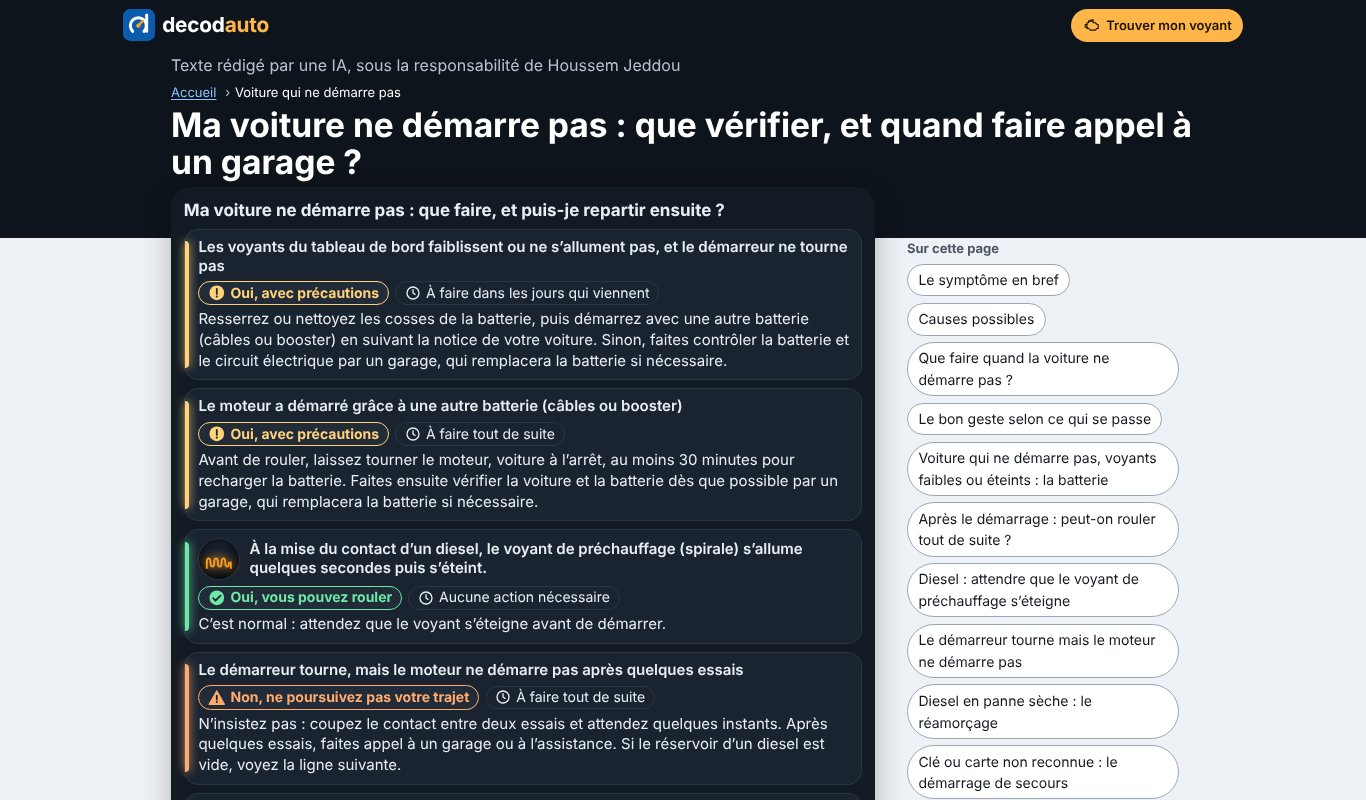 decodauto
Trouver mon voyant
Texte rédigé par une IA, sous la responsabilité de Houssem Jeddou
Accueil › Voiture qui ne démarre pas
Ma voiture ne démarre pas : que vérifier, et quand faire appel à
un garage ?
Ma voiture ne démarre pas : que faire, et puis-je repartir ensuite ?
Les voyants du tableau de bord faiblissent ou ne s’allument pas, et le démarreur ne tourne
pas
Oui, avec précautions
À faire dans les jours qui viennent
Resserrez ou nettoyez les cosses de la batterie, puis démarrez avec une autre batterie
(câbles ou booster) en suivant la notice de votre voiture. Sinon, faites contrôler la batterie et
le circuit électrique par un garage, qui remplacera la batterie si nécessaire.
Le moteur a démarré grâce à une autre batterie (câbles ou booster)
Oui, avec précautions
À faire tout de suite
Avant de rouler, laissez tourner le moteur, voiture à l’arrêt, au moins 30 minutes pour
recharger la batterie. Faites ensuite vérifier la voiture et la batterie dès que possible par un
garage, qui remplacera la batterie si nécessaire.
À la mise du contact d’un diesel, le voyant de préchauffage (spirale) s’allume
quelques secondes puis s’éteint.
Oui, vous pouvez rouler
Aucune action nécessaire
C’est normal : attendez que le voyant s’éteigne avant de démarrer.
Le démarreur tourne, mais le moteur ne démarre pas après quelques essais
Non, ne poursuivez pas votre trajet
À faire tout de suite
N’insistez pas : coupez le contact entre deux essais et attendez quelques instants. Après
quelques essais, faites appel à un garage ou à l’assistance. Si le réservoir d’un diesel est
vide, voyez la ligne suivante.
Sur cette page
Le symptôme en bref
Causes possibles
Que faire quand la voiture ne
démarre pas ?
Le bon geste selon ce qui se passe
Voiture qui ne démarre pas, voyants
faibles ou éteints : la batterie
Après le démarrage : peut-on rouler
tout de suite ?
Diesel : attendre que le voyant de
préchauffage s’éteigne
Le démarreur tourne mais le moteur
ne démarre pas
Diesel en panne sèche : le
réamorçage
Clé ou carte non reconnue : le
démarrage de secours